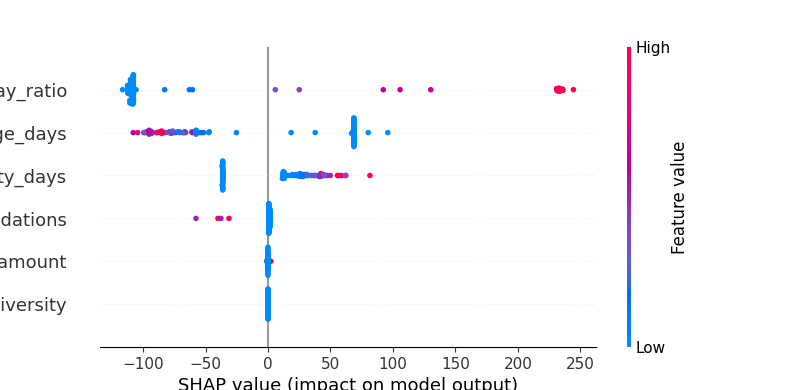 High
ay_ratio
ge_days
ty_days
dations
amount
iversity
Feature value
Low
−100 −50 0 50 100 150 200 250
SHAP value (impact on model output)